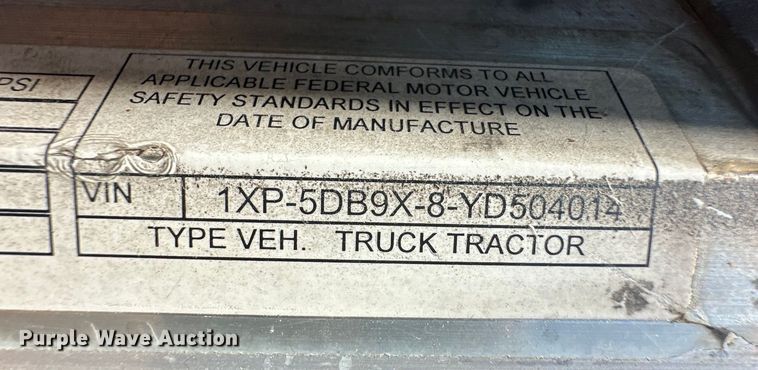 PSI
THIS VEHICLE COMFORMS TO ALL
APPLICABLE FEDERAL MOTOR VEHICLE
SAFETY STANDARDS IN EFFECT ON THE
DATE OF MANUFACTURE
VIN 1XP-5DB9X-8-YD504014
TYPE VEH. TRUCK TRACTOR
Purple Wave Auction